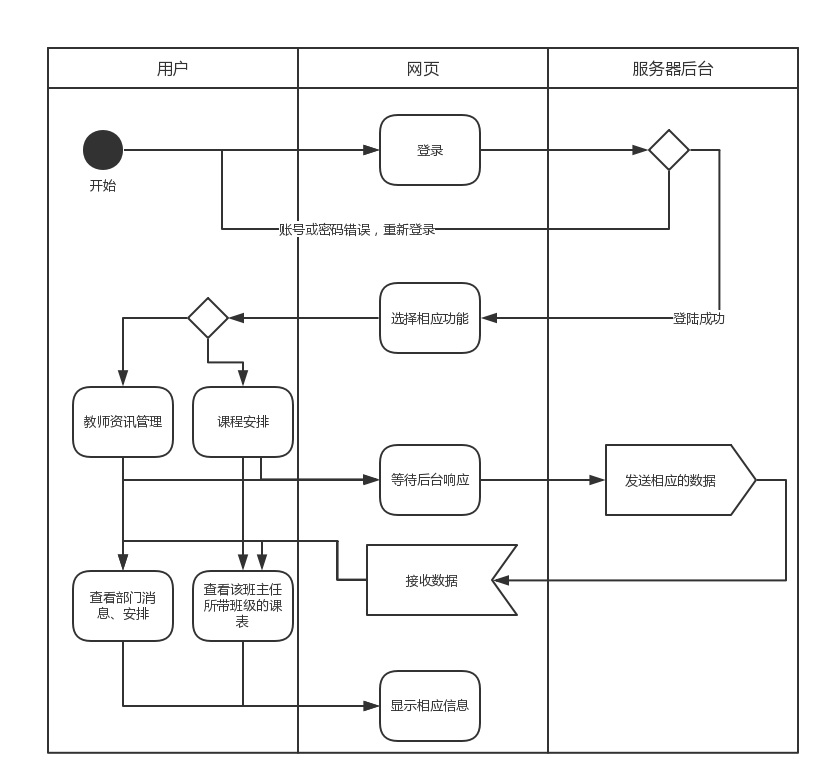 用户
网页
服务器后台
登录
开始
账号或密码错误，重新登录
选择相应功能
登陆成功
教师资讯管理
课程安排
等待后台响应
发送相应的数据
接收数据
查看部门消
息、安排
查看该班主任
所带班级的课
表
显示相应信息